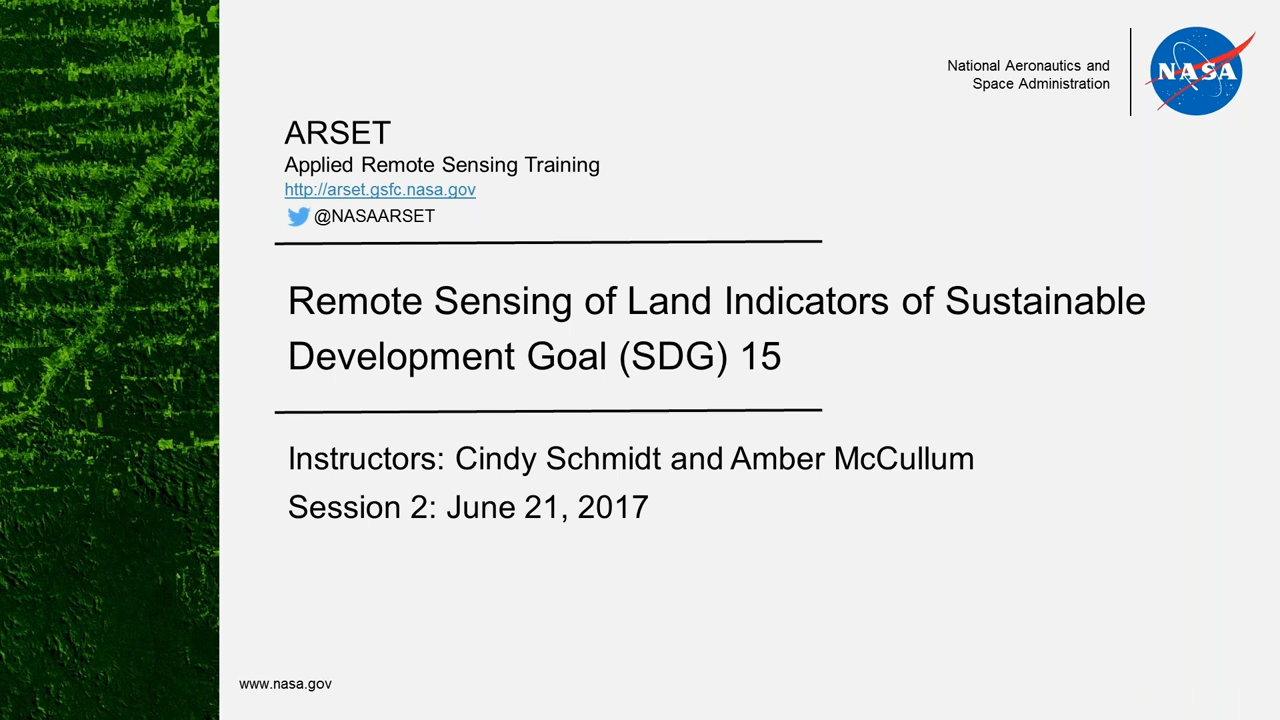 National Aeronautics and
Space Administration
NASA
ARSET
Applied Remote Sensing Training
http://arset.gsfc.nasa.gov
@NASAARSET
Remote Sensing of Land Indicators of Sustainable
Development Goal (SDG) 15
Instructors: Cindy Schmidt and Amber McCullum
Session 2: June 21, 2017
www.nasa.gov